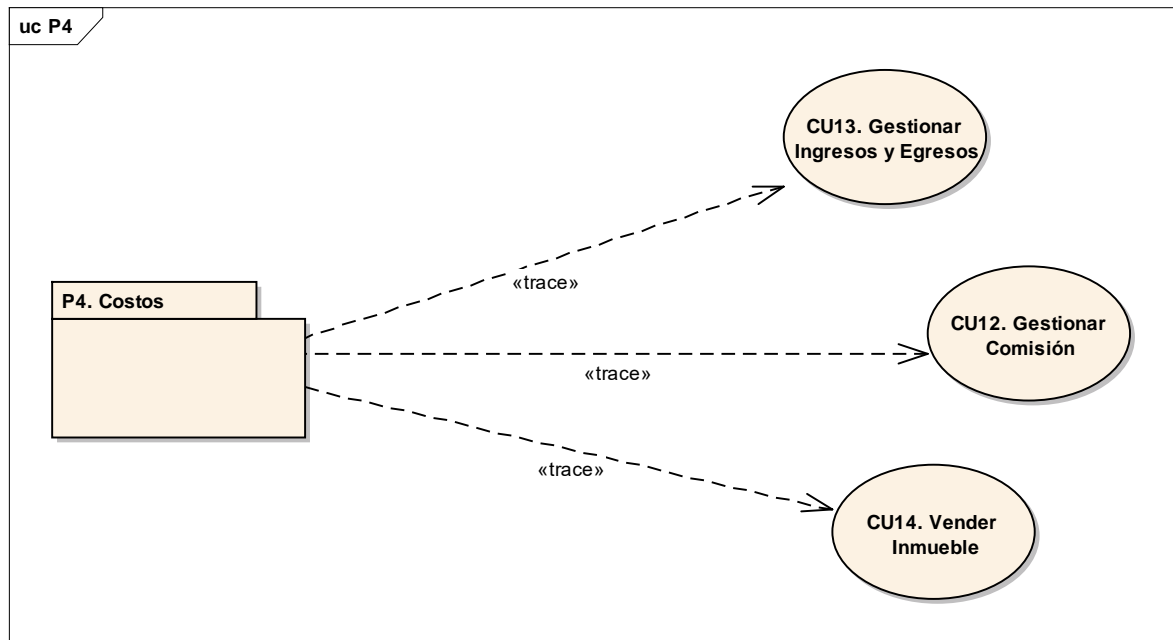 uc P4
CU13. Gestionar
Ingresos y Egresos
«trace»
P4. Costos
CU12. Gestionar
Comisión
«trace»
«trace»
CU14. Vender
Inmueble